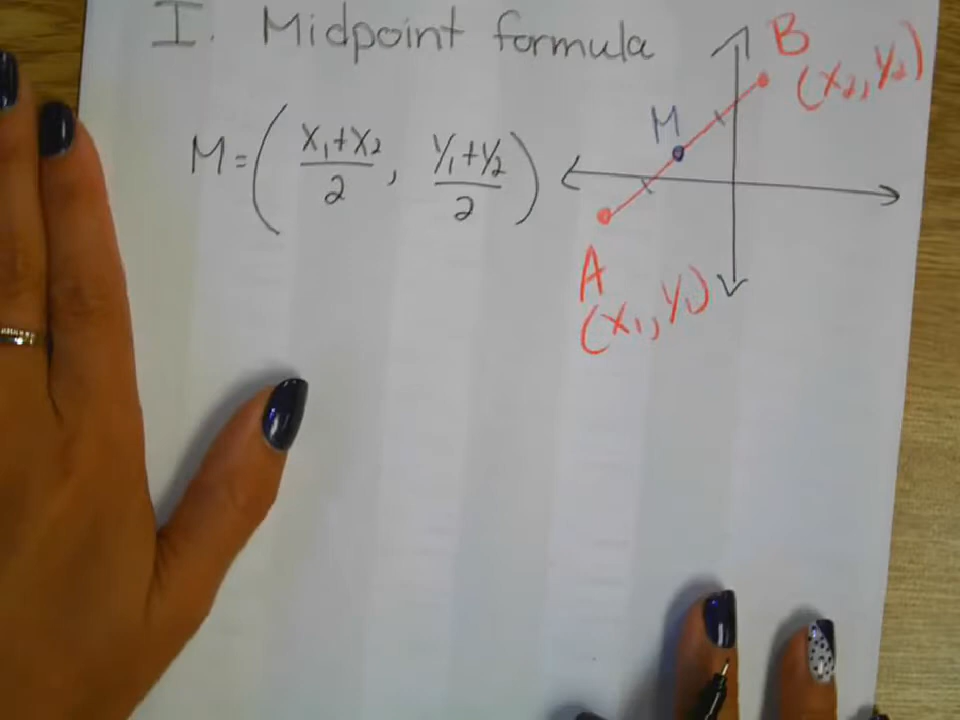 I. Midpoint formula
M = ( x₁+x₂ / 2 , y₁+y₂ / 2 )
B
(x₂, y₂)
M
A
(x₁, y₁)